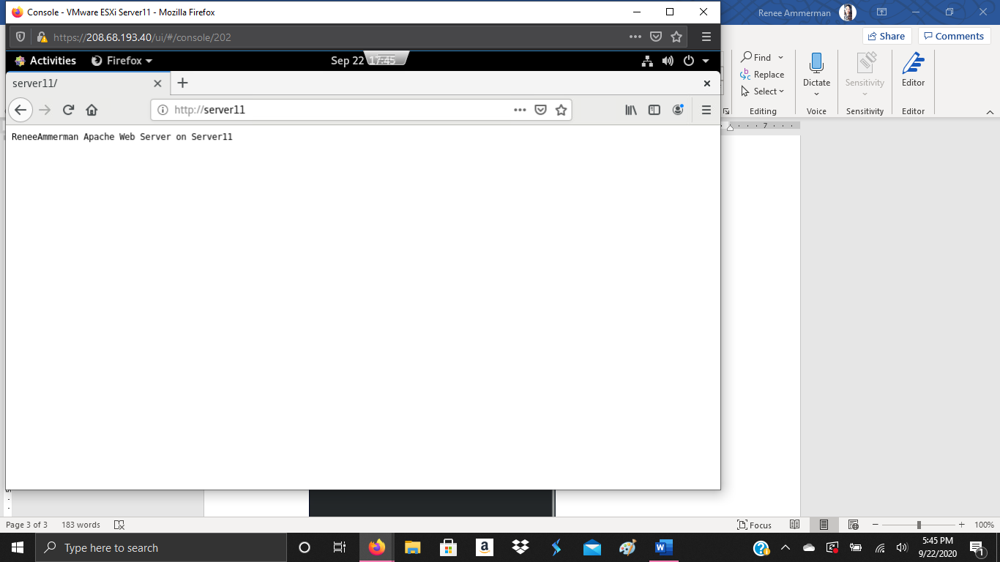 Console - VMware ESXi Server11 - Mozilla Firefox
Renee Ammerman
https://208.68.193.40/ui/#/console/202
Share
Comments
Activities
Firefox
Sep 22 17:45
Find
Replace
Select
Editing
Dictate
Voice
Sensitivity
Sensitivity
Editor
Editor
server11/
http://server11
7
ReneeAmmerman Apache Web Server on Server11
Page 3 of 3
183 words
Focus
100%
Type here to search
5:45 PM
9/22/2020
1